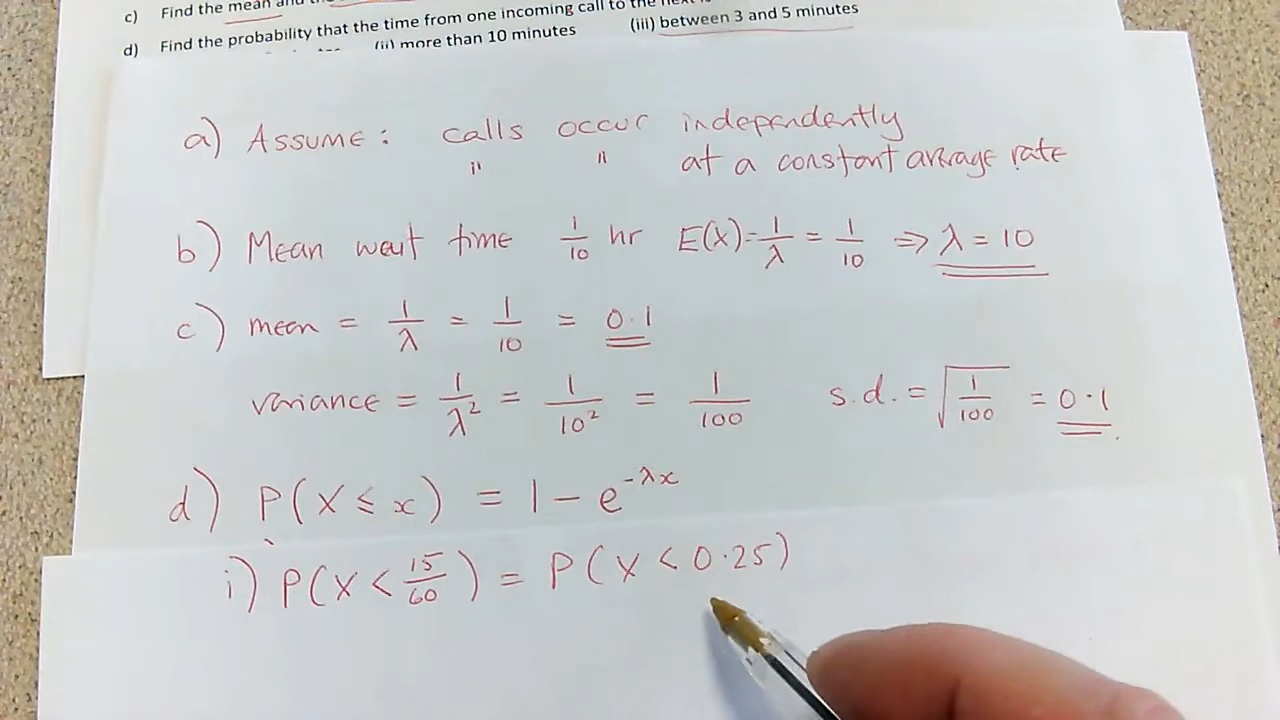 c) Find the mean and the
d) Find the probability that the time from one incoming call to the next is
(ii) more than 10 minutes (iii) between 3 and 5 minutes
a) Assume: calls occur independently
" " at a constant average rate
b) Mean wait time 1/10 hr E(X)=1/λ = 1/10 ⇒ λ = 10
c) mean = 1/λ = 1/10 = 0.1
variance = 1/λ² = 1/10² = 1/100 s.d. = √(1/100) = 0.1
d) P(X ≤ x) = 1 - e^(-λx)
i) P(X < 15/60) = P(X < 0.25)